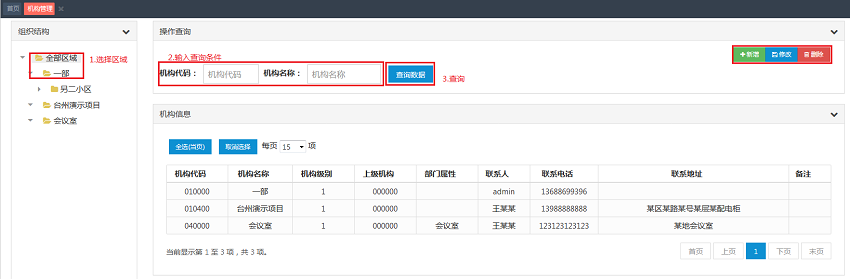 首页 机构管理
组织结构
全部区域
一部
另二小区
台州演示项目
会议室
1.选择区域
操作查询
新增 修改 删除
2.输入查询条件
机构代码： 机构代码 机构名称： 机构名称 查询数据
3.查询
机构信息
全选(当页) 取消选择 每页 15 项
机构代码 机构名称 机构级别 上级机构 部门属性 联系人 联系电话 联系地址 备注
010000 一部 1 000000 admin 13688699396
010400 台州演示项目 1 000000 王某某 13988888888 某区某路某号某层某配电柜
040000 会议室 1 000000 会议室 王某某 123123123123 某地会议室
当前显示第 1 至 3 项，共 3 项。
首页 上页 1 下页 末页